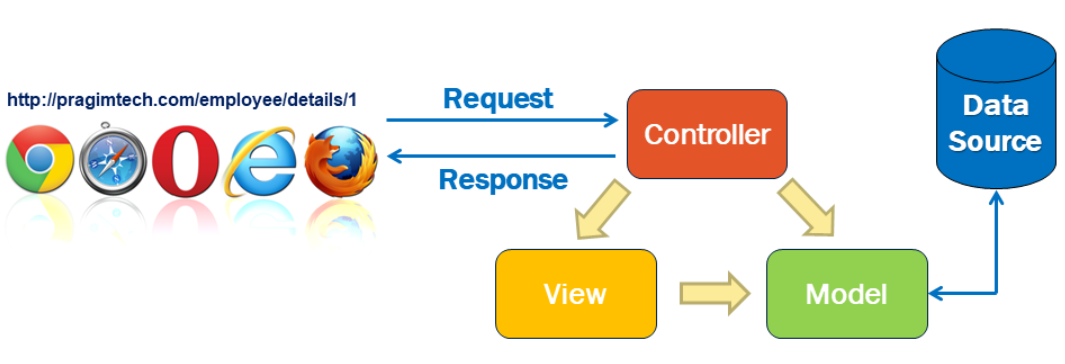 http://pragimtech.com/employee/details/1
Request
Response
Controller
View
Model
Data
Source